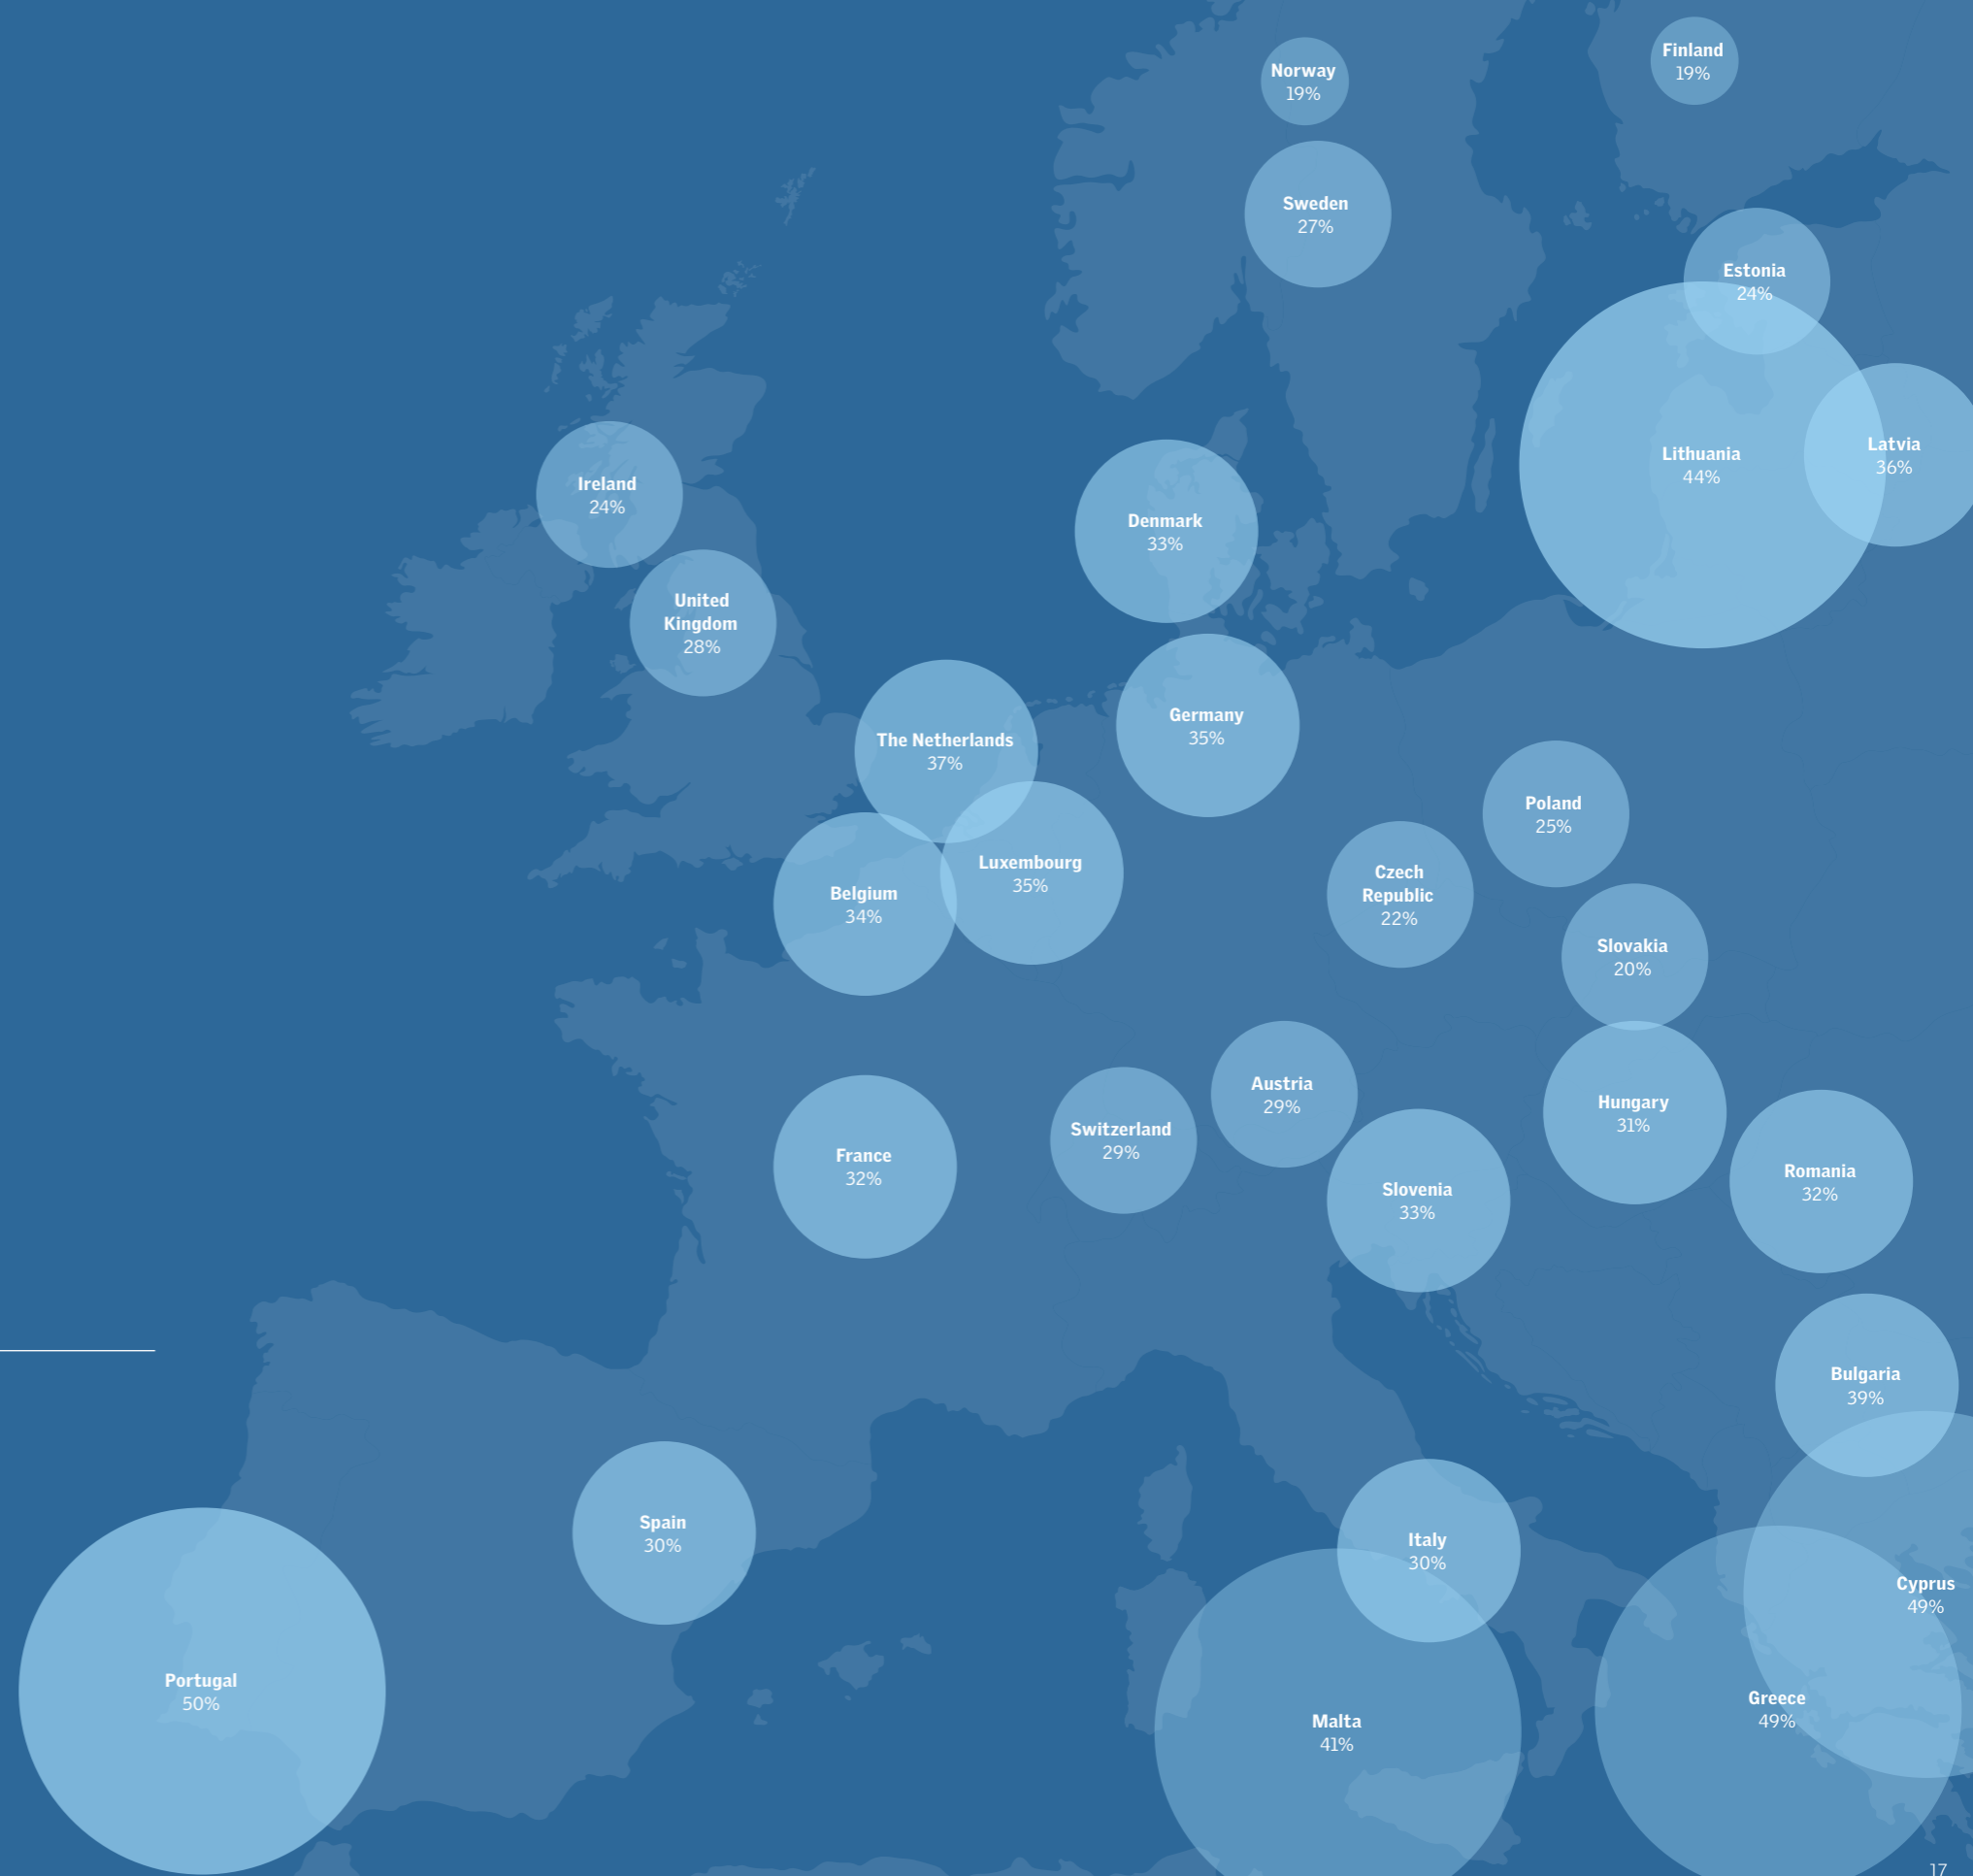 Finland
19%
Norway
19%
Sweden
27%
Estonia
24%
Lithuania
44%
Latvia
36%
Ireland
24%
Denmark
33%
United
Kingdom
28%
The Netherlands
37%
Germany
35%
Poland
25%
Luxembourg
35%
Belgium
34%
Czech
Republic
22%
Slovakia
20%
Austria
29%
Hungary
31%
Switzerland
29%
France
32%
Slovenia
33%
Romania
32%
Bulgaria
39%
Spain
30%
Italy
30%
Cyprus
49%
Portugal
50%
Greece
49%
Malta
41%
17